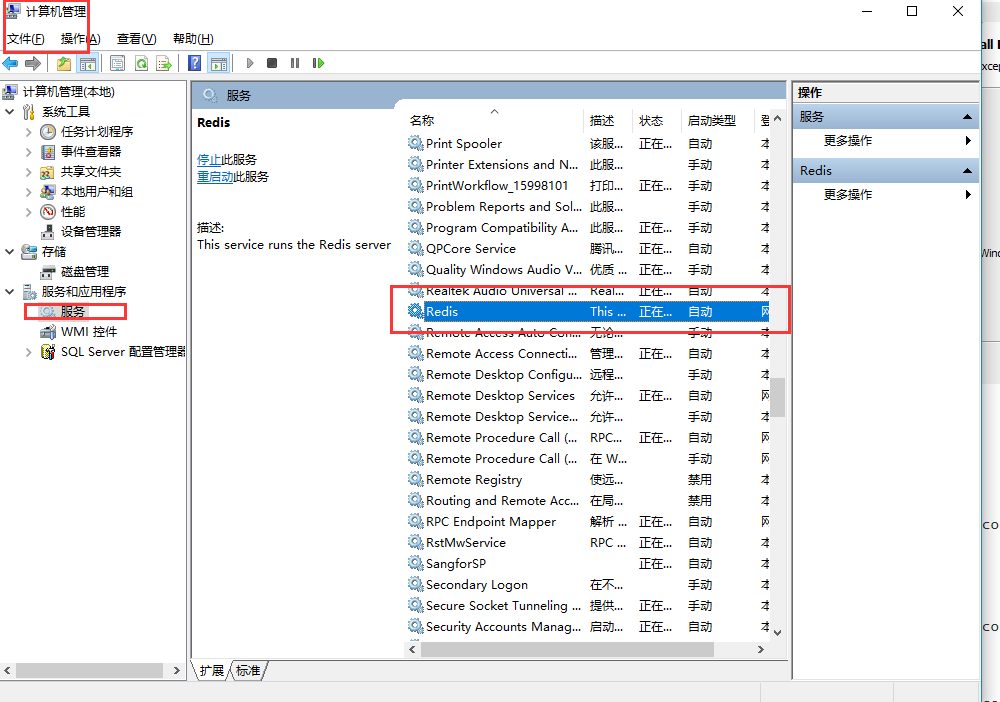 计算机管理
文件(F) 操作(A) 查看(V) 帮助(H)
计算机管理(本地)
系统工具
任务计划程序
事件查看器
共享文件夹
本地用户和组
性能
设备管理器
存储
磁盘管理
服务和应用程序
服务
WMI 控件
SQL Server 配置管理器
服务
Redis
停止此服务
重启动此服务
描述:
This service runs the Redis server
名称 描述 状态 启动类型 登
Print Spooler 该服... 正在... 自动 本
Printer Extensions and N... 此服... 手动 本
PrintWorkflow_15998101 打印... 正在... 手动 本
Problem Reports and Sol... 此服... 手动 本
Program Compatibility A... 此服... 正在... 手动 本
QPCore Service 腾讯... 正在... 自动 本
Quality Windows Audio V... 优质 ... 正在... 手动 本
Realtek Audio Universal ... Real... 正在... 自动 本
Redis This ... 正在... 自动 网
Remote Access Auto Con... 无论... 手动 本
Remote Access Connecti... 管理... 正在... 自动 本
Remote Desktop Configu... 远程... 手动 本
Remote Desktop Services 允许... 正在... 自动 网
Remote Desktop Service... 允许... 手动 本
Remote Procedure Call (... RPC... 正在... 自动 网
Remote Procedure Call (... 在 W... 手动 网
Remote Registry 使远... 禁用 本
Routing and Remote Acc... 在局... 禁用 本
RPC Endpoint Mapper 解析 ... 正在... 自动 网
RstMwService RPC ... 正在... 自动 本
SangforSP 正在... 自动 本
Secondary Logon 在不... 手动 本
Secure Socket Tunneling ... 提供... 正在... 手动 本
Security Accounts Manag... 启动... 正在... 自动 本
扩展 标准
操作
服务
更多操作
Redis
更多操作
all
xcep
Wind
co
co